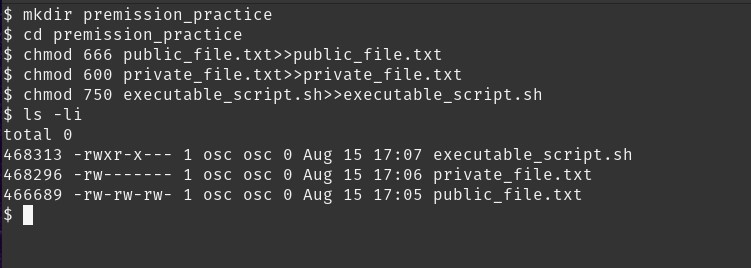 $ mkdir premission_practice
$ cd premission_practice
$ chmod 666 public_file.txt>>public_file.txt
$ chmod 600 private_file.txt>>private_file.txt
$ chmod 750 executable_script.sh>>executable_script.sh
$ ls -li
total 0
468313 -rwxr-x--- 1 osc osc 0 Aug 15 17:07 executable_script.sh
468296 -rw------- 1 osc osc 0 Aug 15 17:06 private_file.txt
466689 -rw-rw-rw- 1 osc osc 0 Aug 15 17:05 public_file.txt
$